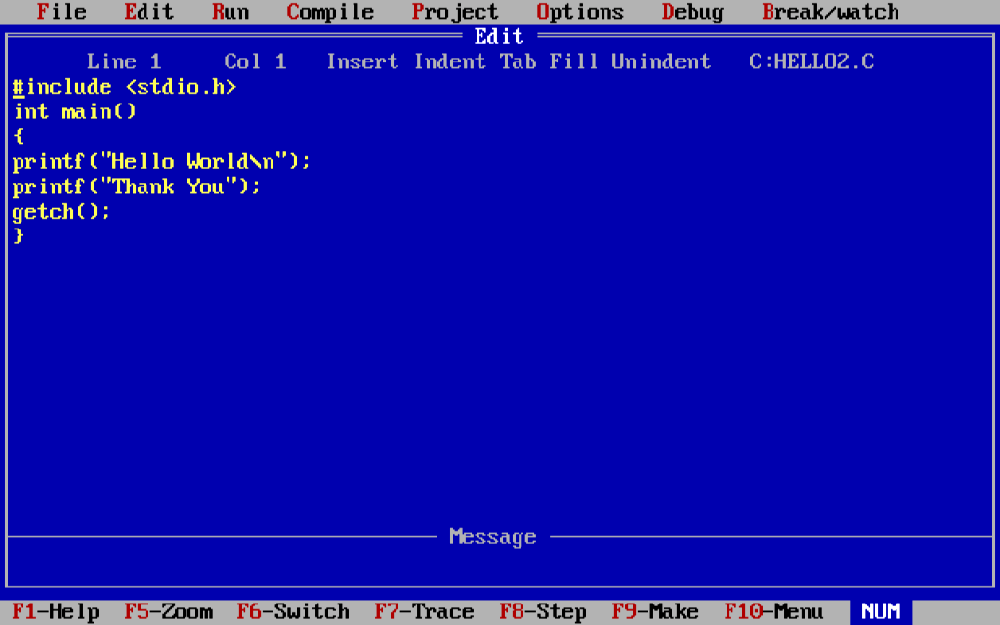 File Edit Run Compile Project Options Debug Break/watch
Edit
Line 1 Col 1 Insert Indent Tab Fill Unindent C:HELLO2.C
#include <stdio.h>
int main()
{
printf("Hello World\n");
printf("Thank You");
getch();
}
Message
F1-Help F5-Zoom F6-Switch F7-Trace F8-Step F9-Make F10-Menu NUM